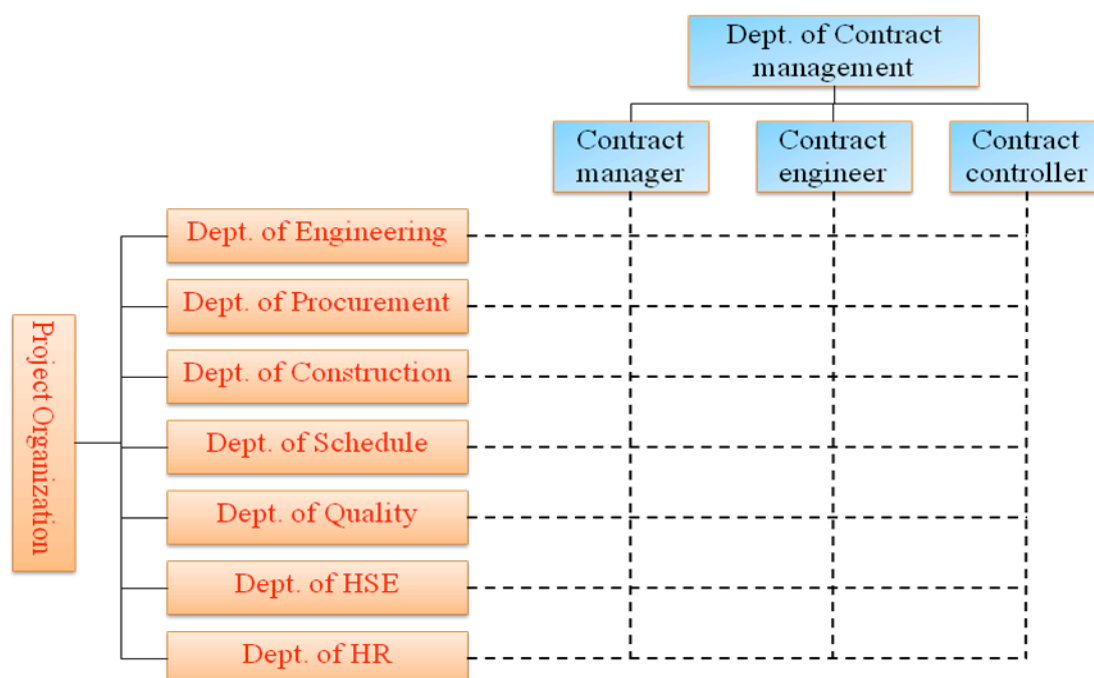 Dept. of Contract
management
Contract
manager
Contract
engineer
Contract
controller
Project Organization
Dept. of Engineering
Dept. of Procurement
Dept. of Construction
Dept. of Schedule
Dept. of Quality
Dept. of HSE
Dept. of HR